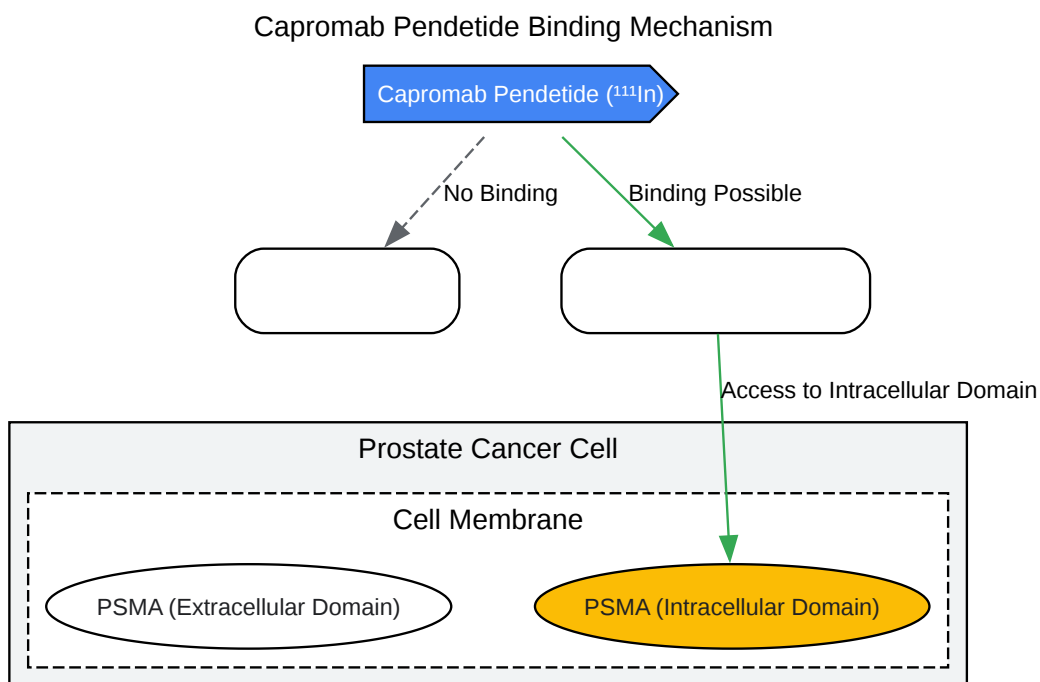 Capromab Pendetide Binding Mechanism
Capromab Pendetide (¹¹¹In)
No Binding
Binding Possible
Access to Intracellular Domain
Prostate Cancer Cell
Cell Membrane
PSMA (Extracellular Domain)
PSMA (Intracellular Domain)